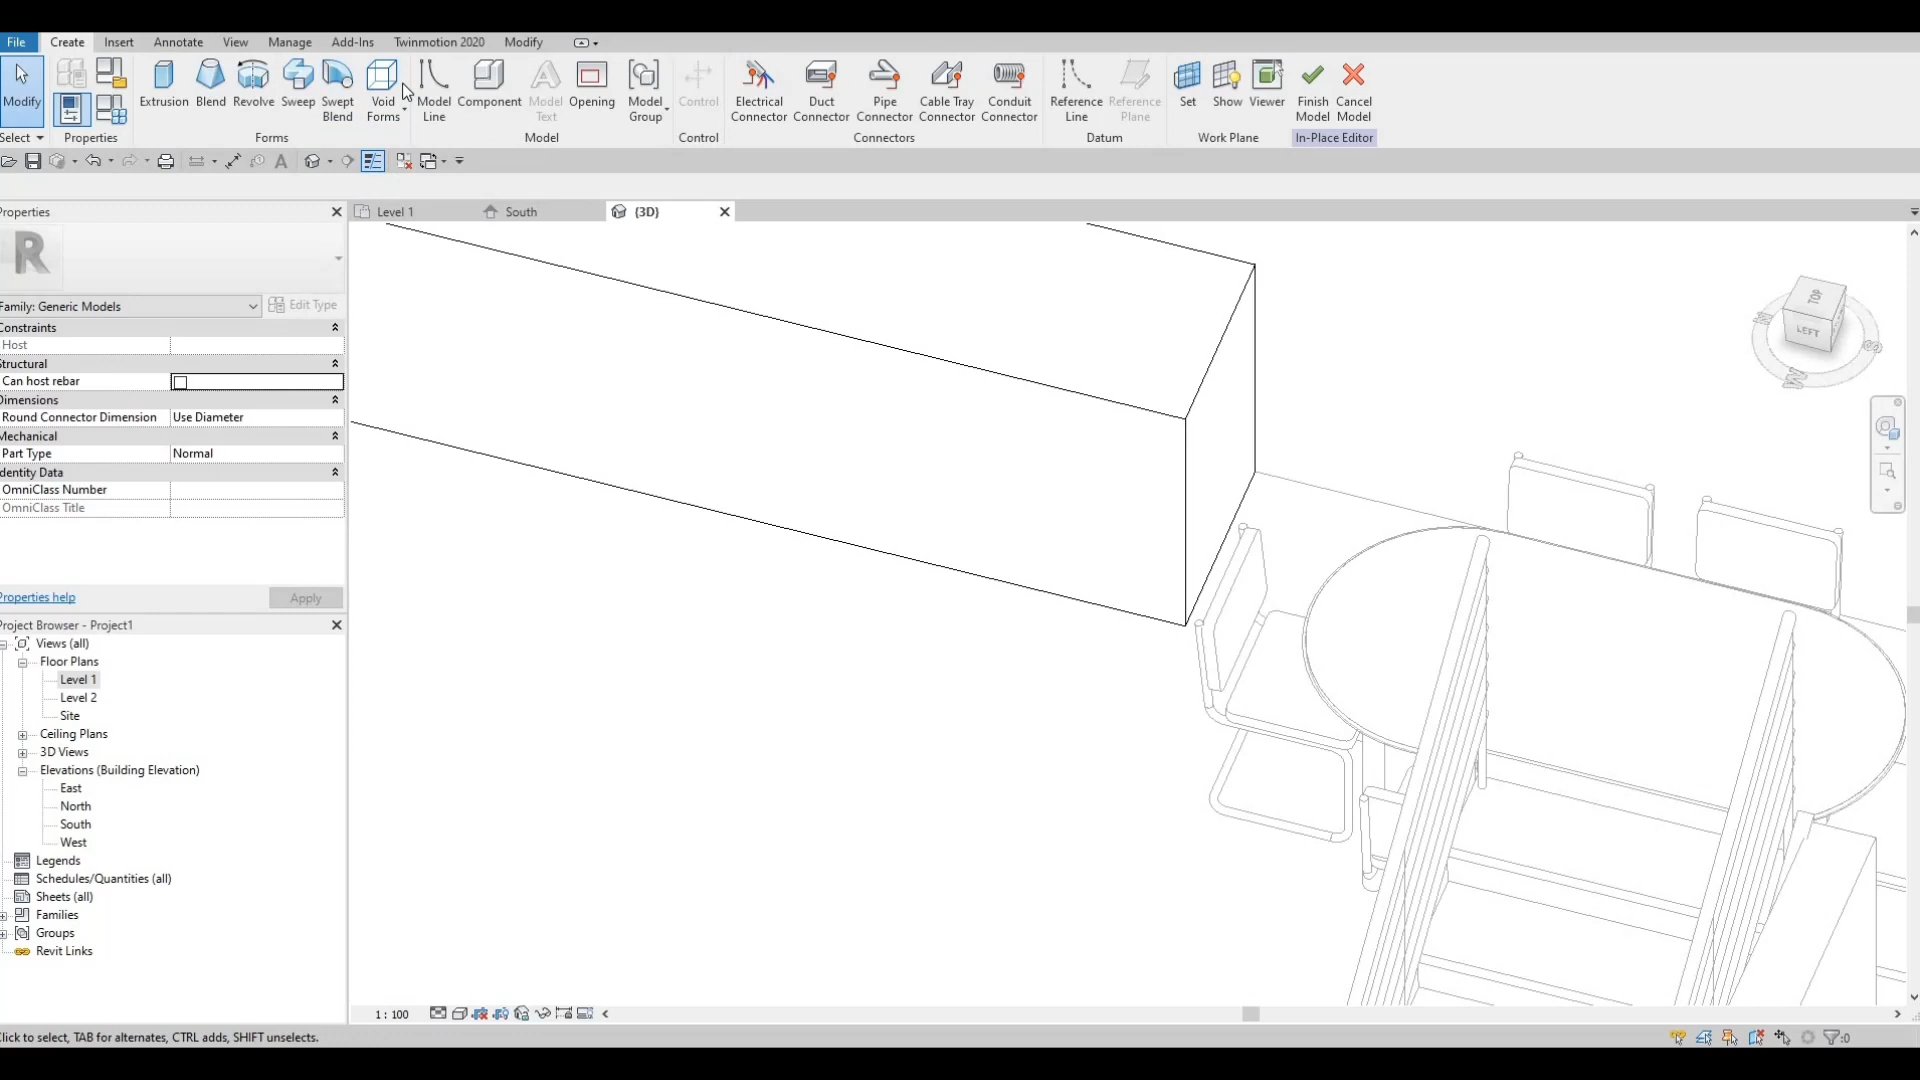 File Create Insert Annotate View Manage Add-Ins Twinmotion 2020 Modify
Modify
Extrusion Blend Revolve Sweep Swept Blend Void Forms
Model Line Component Model Text Opening Model Group
Control
Electrical Connector Duct Connector Pipe Connector Cable Tray Connector Conduit Connector
Reference Line Reference Plane
Set Show Viewer
Finish Model Cancel Model
Select Properties Forms Model Control Connectors Datum Work Plane In-Place Editor
Properties
Level 1 South (3D)
R
Family: Generic Models Edit Type
Constraints
Host
Structural
Can host rebar
Dimensions
Round Connector Dimension Use Diameter
Mechanical
Part Type Normal
Identity Data
OmniClass Number
OmniClass Title
Properties help Apply
Project Browser - Project1
Views (all)
Floor Plans
Level 1
Level 2
Site
Ceiling Plans
3D Views
Elevations (Building Elevation)
East
North
South
West
Legends
Schedules/Quantities (all)
Sheets (all)
Families
Groups
Revit Links
TOP
LEFT
W
S
1 : 100
Click to select, TAB for alternates, CTRL adds, SHIFT unselects.
:0